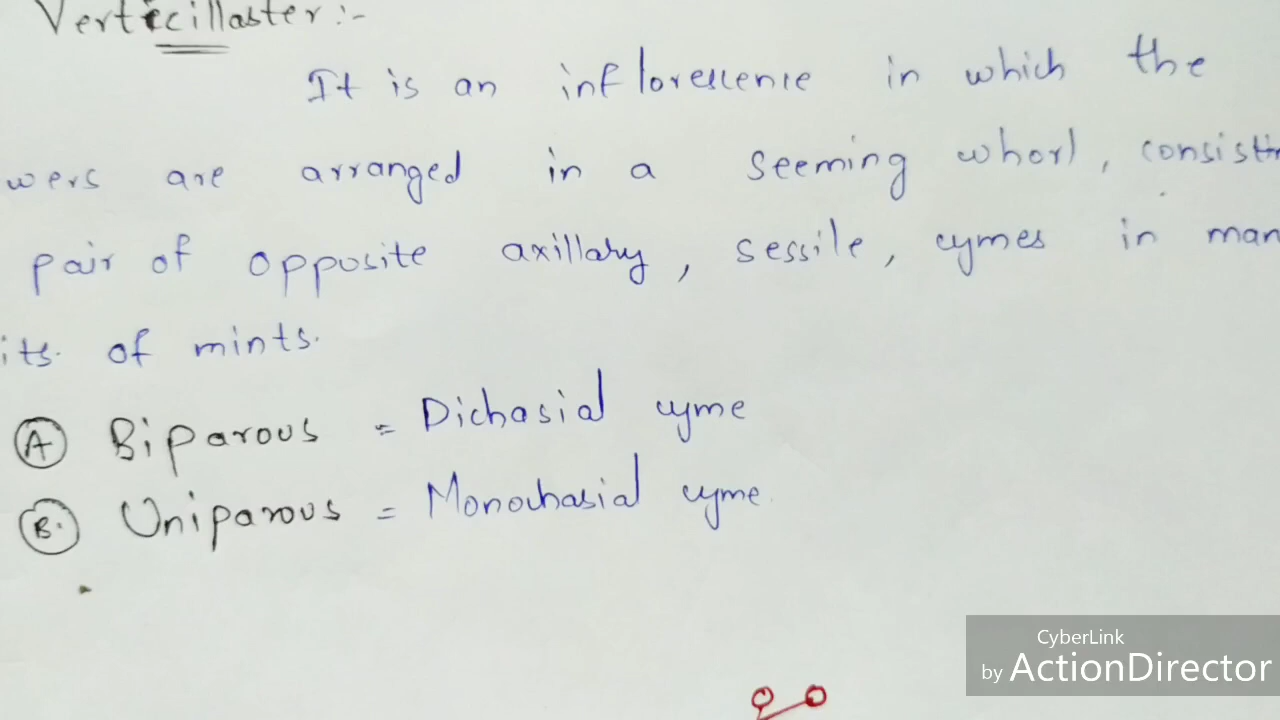 Verticillaster :-
It is an inflorescence in which the
wers are arranged in a seeming whorl, consistin
pair of opposite axillary, sessile, cymes in man
its. of mints.
(A) Biparous = Dichasial cyme
(B.) Uniparous = Monochasial cyme.
CyberLink
by ActionDirector